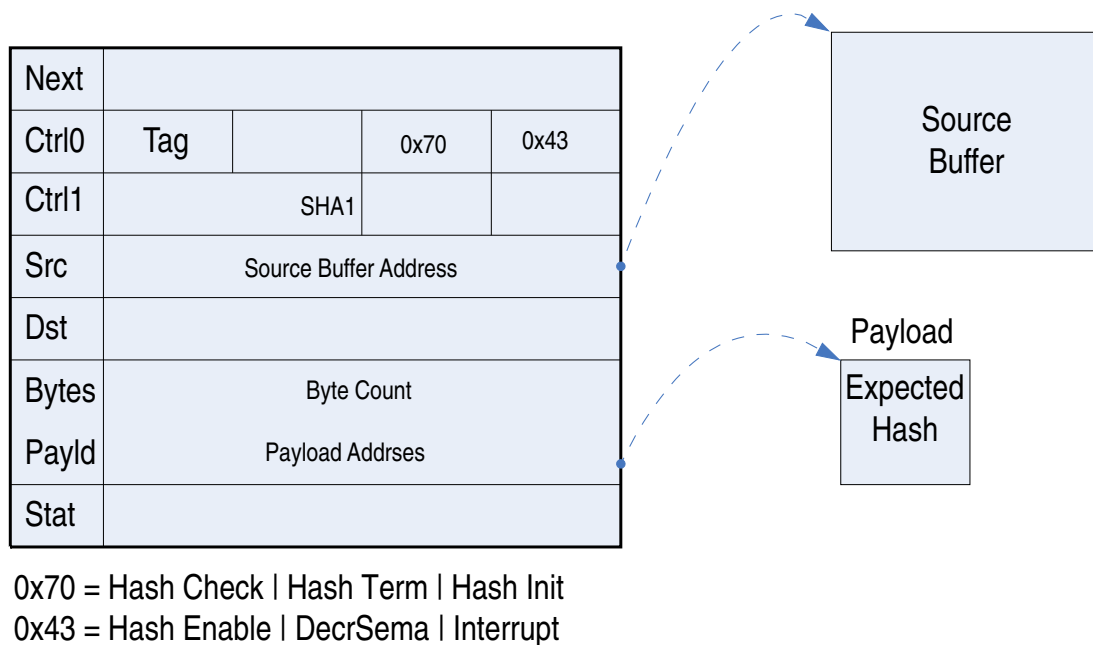 Next
Ctrl0 Tag 0x70 0x43
Ctrl1 SHA1
Src Source Buffer Address
Dst
Bytes Byte Count
Payld Payload Addrses
Stat
Source
Buffer
Payload
Expected
Hash
0x70 = Hash Check | Hash Term | Hash Init
0x43 = Hash Enable | DecrSema | Interrupt